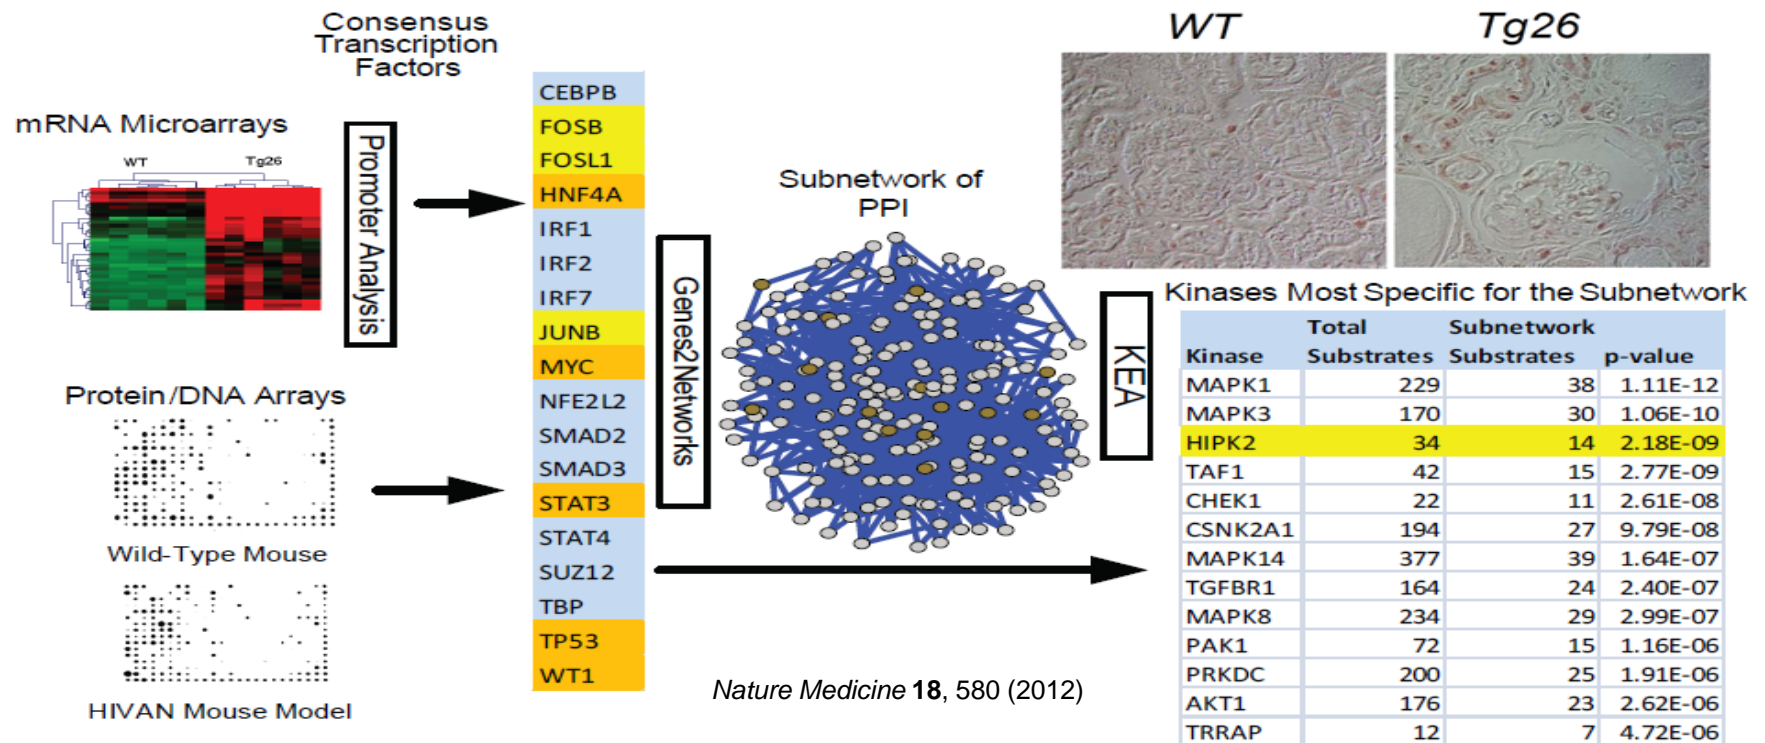 Consensus
Transcription
Factors
WT
Tg26
mRNA Microarrays
WT Tg26
Promoter Analysis
CEBPB
FOSB
FOSL1
HNF4A
IRF1
IRF2
IRF7
JUNB
MYC
NFE2L2
SMAD2
SMAD3
STAT3
STAT4
SUZ12
TBP
TP53
WT1
Protein/DNA Arrays
Wild-Type Mouse
HIVAN Mouse Model
Genes2Networks
Subnetwork of
PPI
KEA
Nature Medicine 18, 580 (2012)
Kinases Most Specific for the Subnetwork
Total Subnetwork
Kinase Substrates Substrates p-value
MAPK1 229 38 1.11E-12
MAPK3 170 30 1.06E-10
HIPK2 34 14 2.18E-09
TAF1 42 15 2.77E-09
CHEK1 22 11 2.61E-08
CSNK2A1 194 27 9.79E-08
MAPK14 377 39 1.64E-07
TGFBR1 164 24 2.40E-07
MAPK8 234 29 2.99E-07
PAK1 72 15 1.16E-06
PRKDC 200 25 1.91E-06
AKT1 176 23 2.62E-06
TRRAP 12 7 4.72E-06